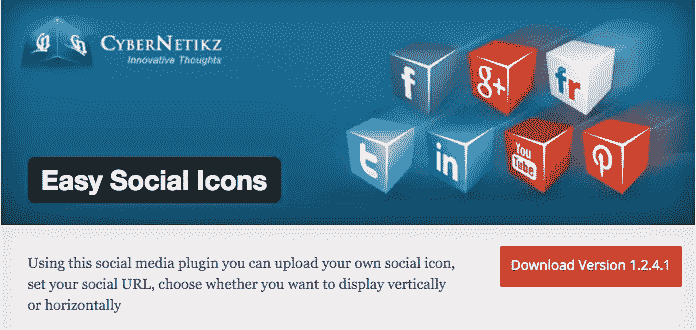 CYBERNETIKZ
Innovative Thoughts
f
g+
fr
t
in
You
Tube
p
Easy Social Icons
Using this social media plugin you can upload your own social icon,
set your social URL, choose whether you want to display vertically
or horizontally
Download Version 1.2.4.1